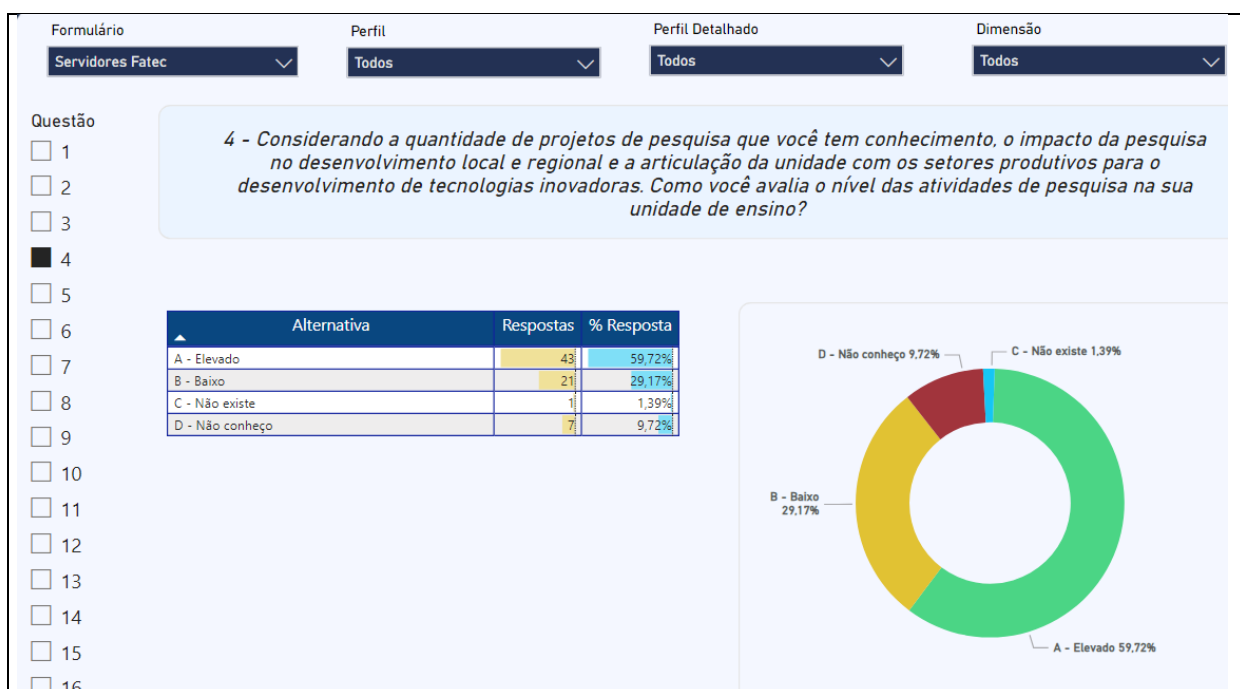 Formulário
Perfil
Perfil Detalhado
Dimensão
Servidores Fatec
Todos
Todos
Todos
Questão
1
2
3
4
5
6
7
8
9
10
11
12
13
14
15
16
4 - Considerando a quantidade de projetos de pesquisa que você tem conhecimento, o impacto da pesquisa
no desenvolvimento local e regional e a articulação da unidade com os setores produtivos para o
desenvolvimento de tecnologias inovadoras. Como você avalia o nível das atividades de pesquisa na sua
unidade de ensino?
Alternativa Respostas % Resposta
A - Elevado 43 59,72%
B - Baixo 21 29,17%
C - Não existe 1 1,39%
D - Não conheço 7 9,72%
D - Não conheço 9,72%
C - Não existe 1,39%
B - Baixo
29,17%
A - Elevado 59,72%